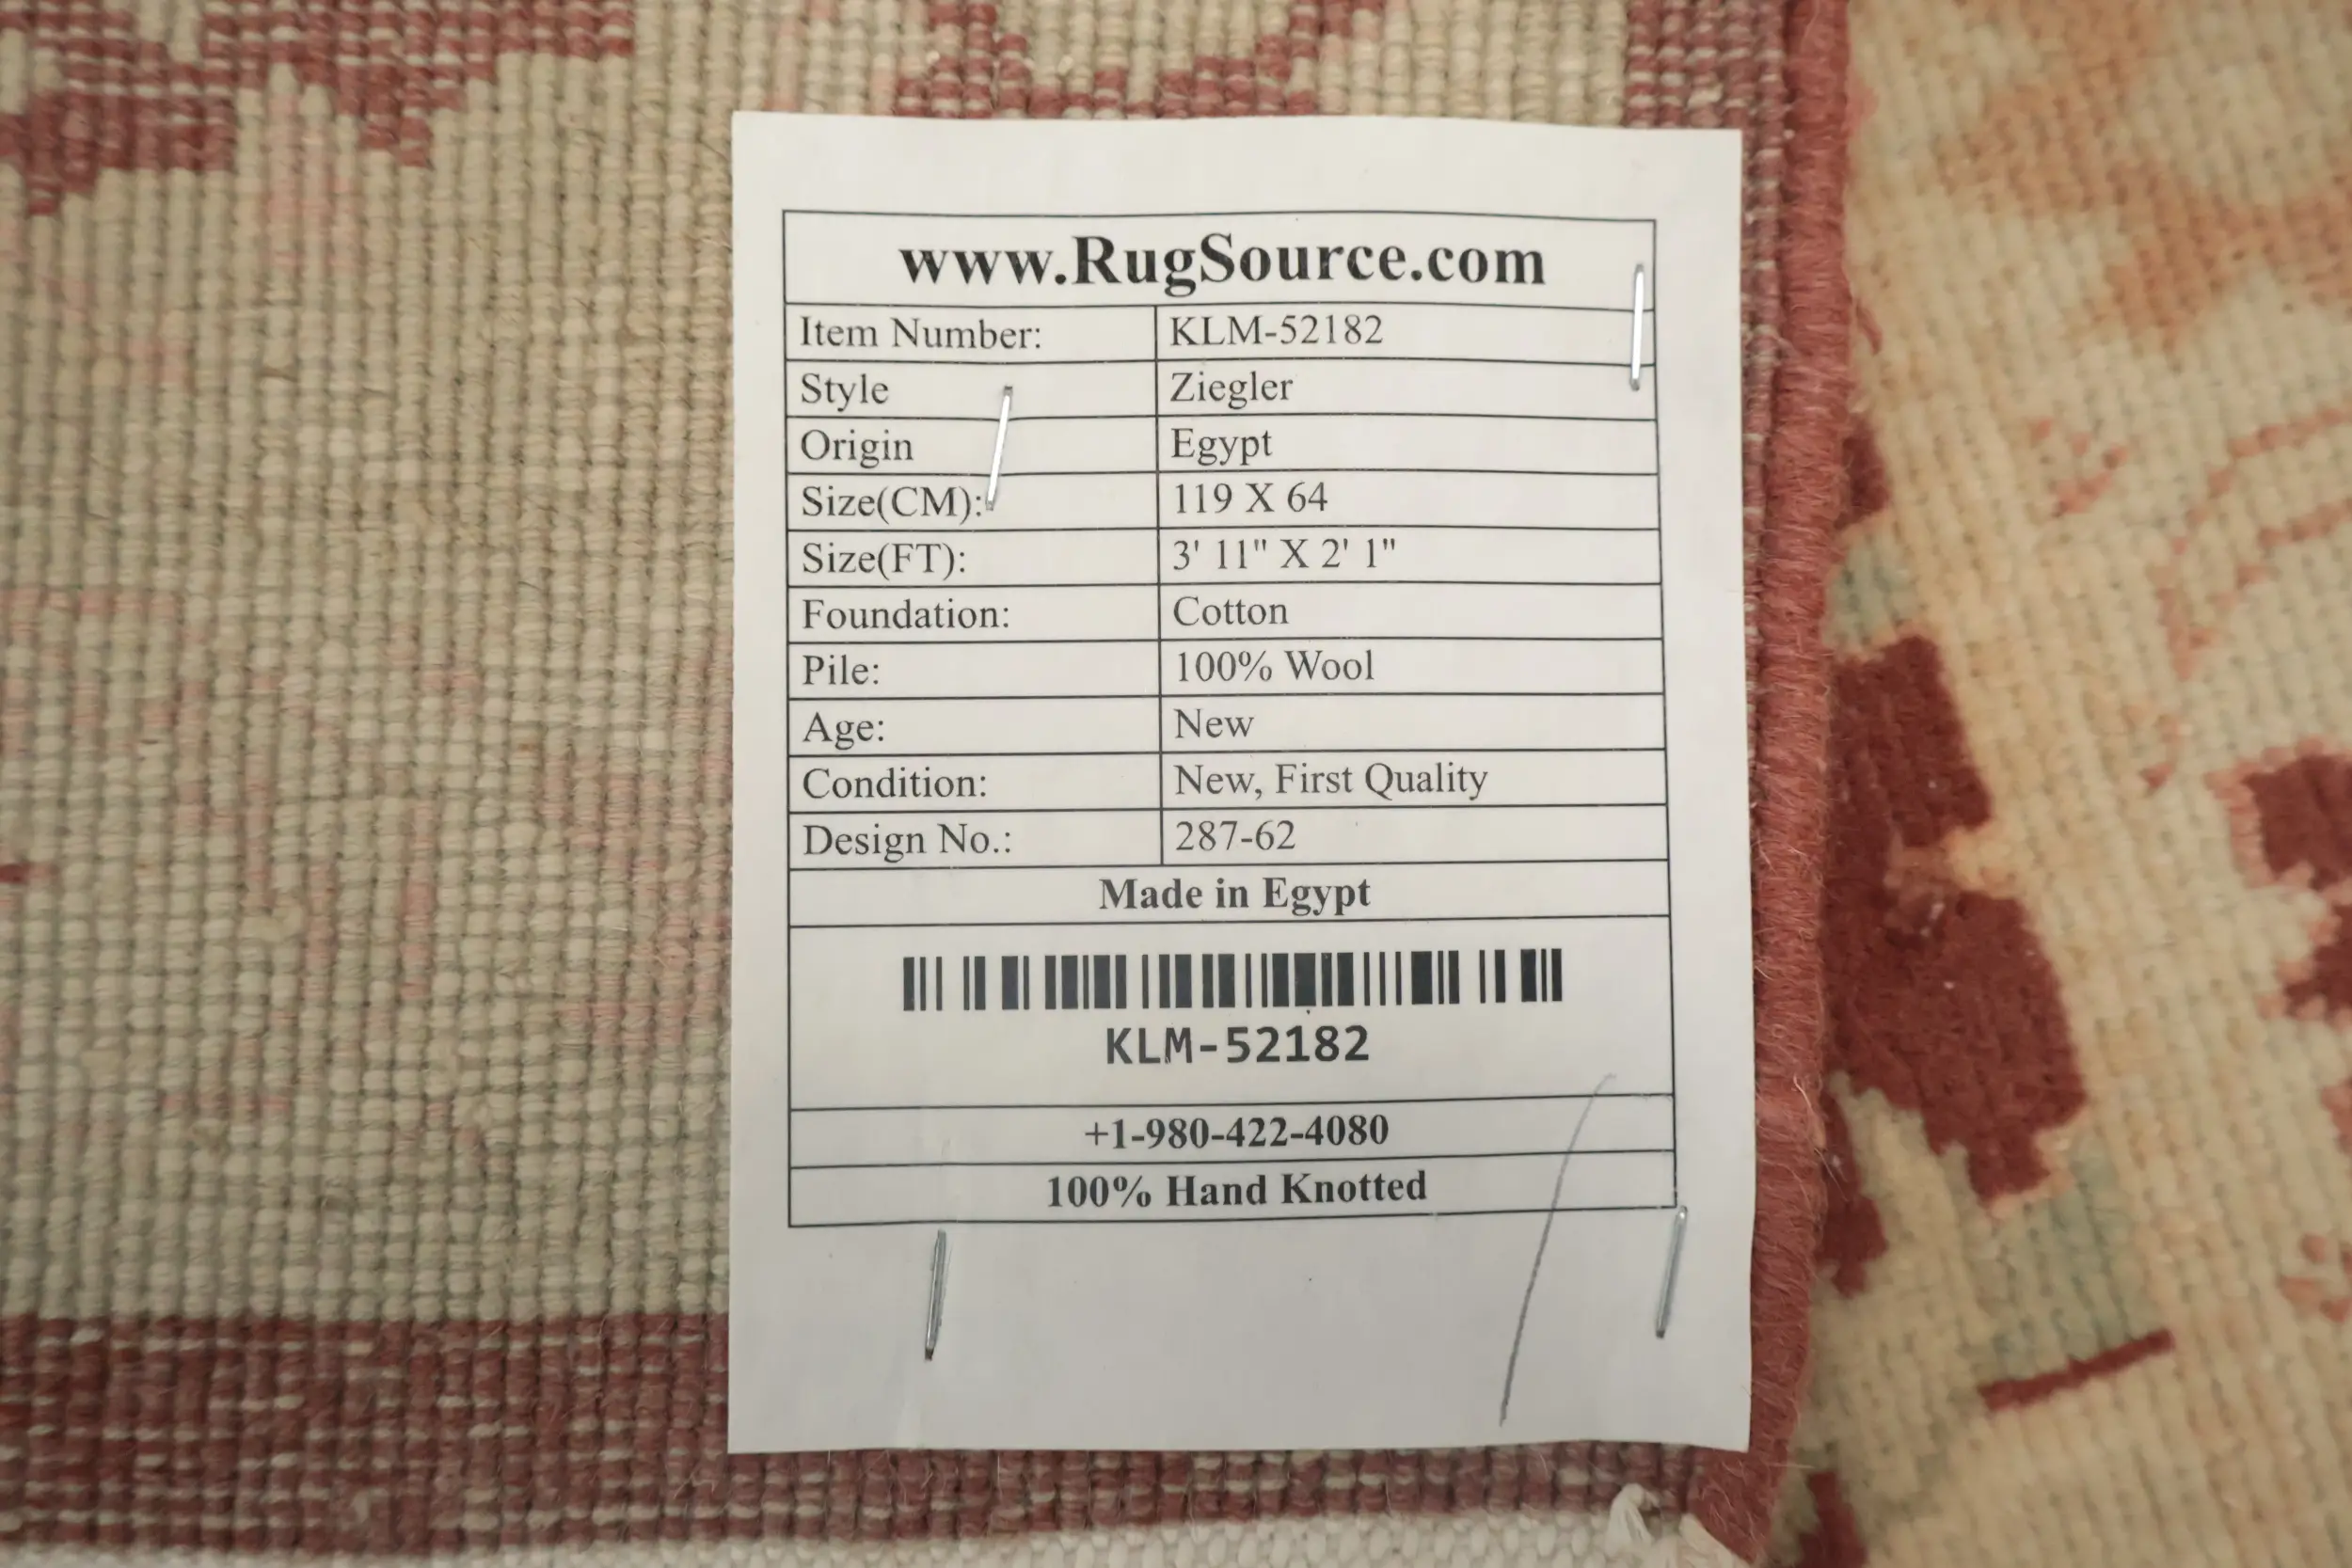 www.RugSource.com
Item Number: KLM-52182
Style Ziegler
Origin Egypt
Size(CM): 119 X 64
Size(FT): 3' 11" X 2' 1"
Foundation: Cotton
Pile: 100% Wool
Age: New
Condition: New, First Quality
Design No.: 287-62
Made in Egypt
KLM-52182
+1-980-422-4080
100% Hand Knotted